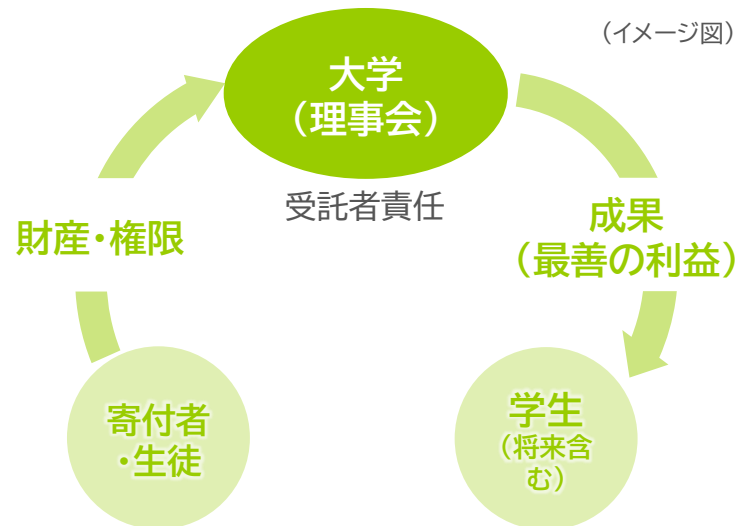 （イメージ図）
大学
（理事会）
受託者責任
財産・権限
成果
（最善の利益）
寄付者
・生徒
学生
（将来含
む）